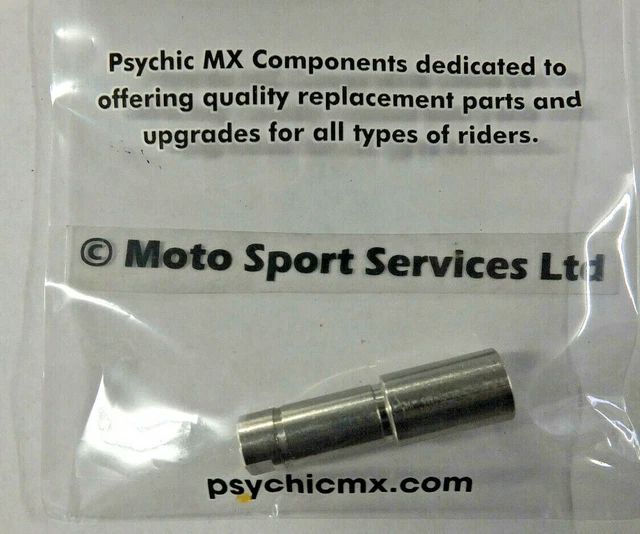 Psychic MX Components dedicated to
offering quality replacement parts and
upgrades for all types of riders.
© Moto Sport Services Ltd
psychicmx.com